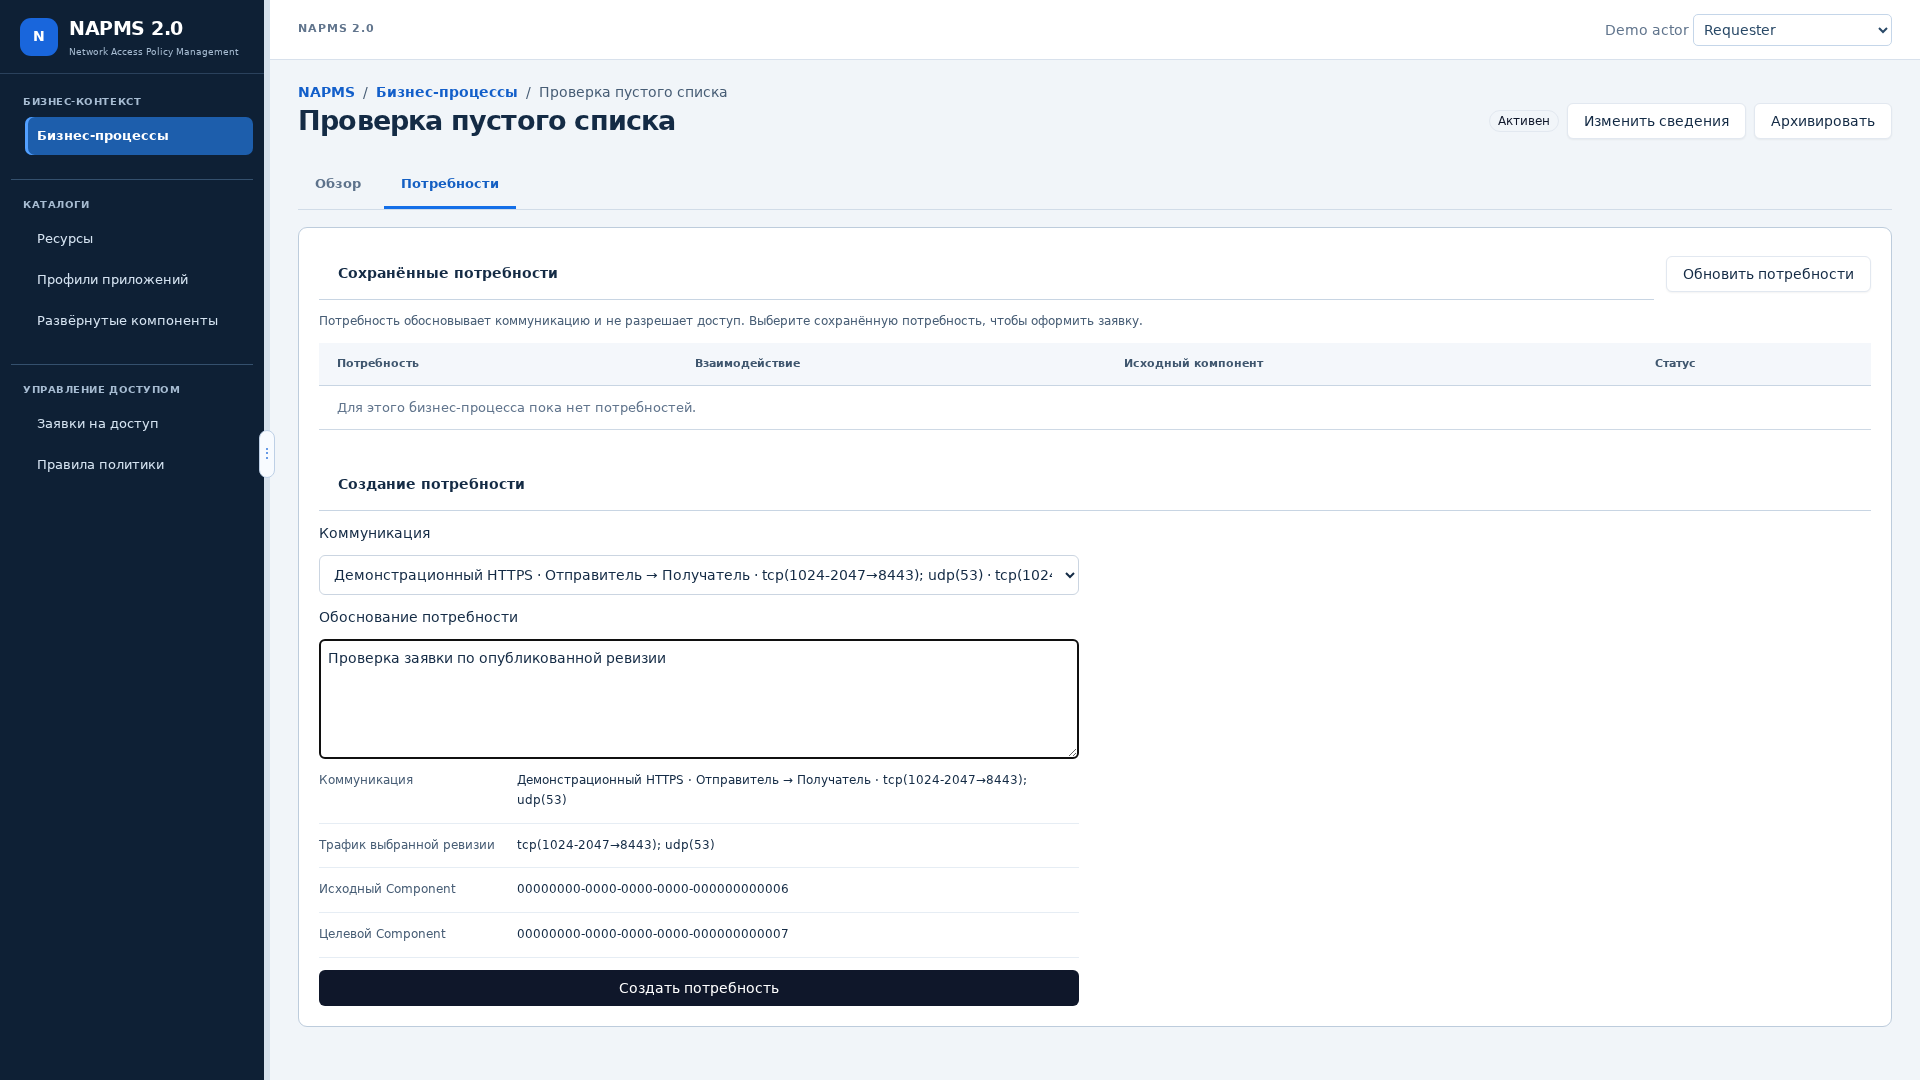 N
NAPMS 2.0
Network Access Policy Management
БИЗНЕС-КОНТЕКСТ
Бизнес-процессы
КАТАЛОГИ
Ресурсы
Профили приложений
Развёрнутые компоненты
УПРАВЛЕНИЕ ДОСТУПОМ
Заявки на доступ
Правила политики
NAPMS 2.0
Demo actor Requester
NAPMS / Бизнес-процессы / Проверка пустого списка
Проверка пустого списка
Активен Изменить сведения Архивировать
Обзор Потребности
Сохранённые потребности
Обновить потребности
Потребность обосновывает коммуникацию и не разрешает доступ. Выберите сохранённую потребность, чтобы оформить заявку.
Потребность Взаимодействие Исходный компонент Статус
Для этого бизнес-процесса пока нет потребностей.
Создание потребности
Коммуникация
Демонстрационный HTTPS · Отправитель → Получатель · tcp(1024-2047→8443); udp(53) · tcp(1024
Обоснование потребности
Проверка заявки по опубликованной ревизии
Коммуникация Демонстрационный HTTPS · Отправитель → Получатель · tcp(1024-2047→8443);
udp(53)
Трафик выбранной ревизии tcp(1024-2047→8443); udp(53)
Исходный Component 00000000-0000-0000-0000-000000000006
Целевой Component 00000000-0000-0000-0000-000000000007
Создать потребность